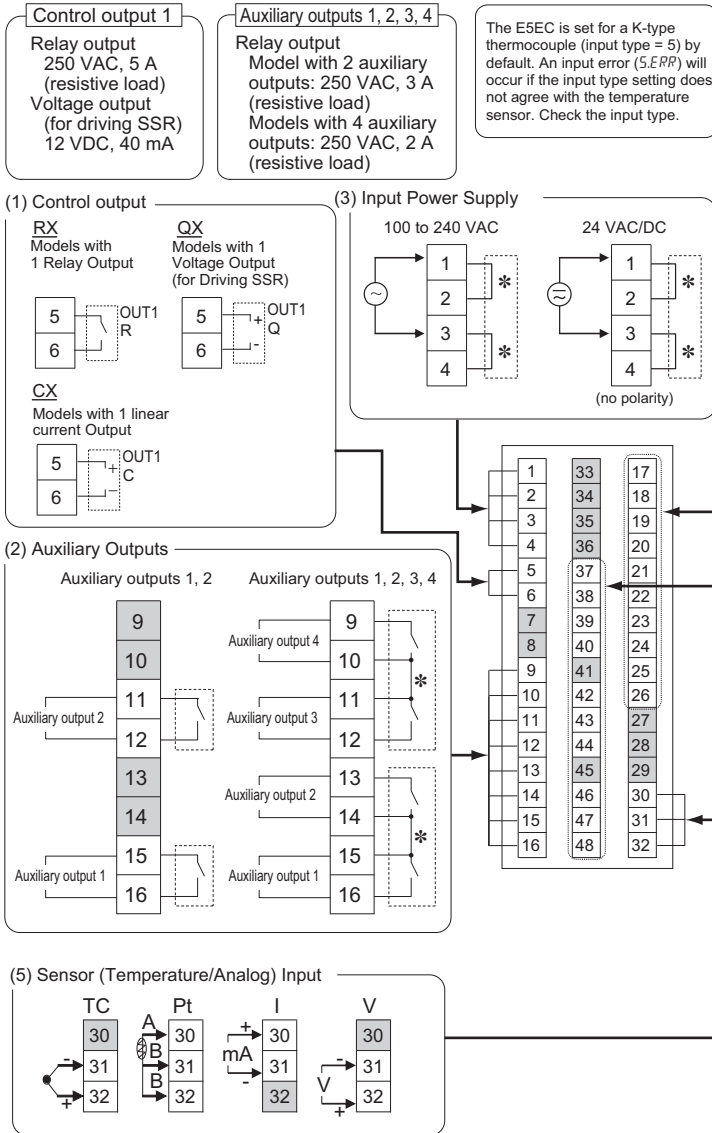 Control output 1
Relay output
250 VAC, 5 A
(resistive load)
Voltage output
(for driving SSR)
12 VDC, 40 mA
Auxiliary outputs 1, 2, 3, 4
Relay output
Model with 2 auxiliary
outputs: 250 VAC, 3 A
(resistive load)
Models with 4 auxiliary
outputs: 250 VAC, 2 A
(resistive load)
The E5EC is set for a K-type
thermocouple (input type = 5) by
default. An input error (S.ERR) will
occur if the input type setting does
not agree with the temperature
sensor. Check the input type.
(1) Control output
RX
Models with
1 Relay Output
5
6
OUT1
R
QX
Models with 1
Voltage Output
(for Driving SSR)
5
6
+
-
OUT1
Q
CX
Models with 1 linear
current Output
5
6
+
-
OUT1
C
(3) Input Power Supply
100 to 240 VAC
1
2
3
4
*
*
24 VAC/DC
1
2
3
4
*
*
(no polarity)
(2) Auxiliary Outputs
Auxiliary outputs 1, 2
9
10
11
12
13
14
15
16
Auxiliary output 2
Auxiliary output 1
Auxiliary outputs 1, 2, 3, 4
9
10
11
12
13
14
15
16
Auxiliary output 4
Auxiliary output 3
Auxiliary output 2
Auxiliary output 1
*
*
1 33 17
2 34 18
3 35 19
4 36 20
5 37 21
6 38 22
7 39 23
8 40 24
9 41 25
10 42 26
11 43 27
12 44 28
13 45 29
14 46 30
15 47 31
16 48 32
(5) Sensor (Temperature/Analog) Input
TC
30
- 31
+ 32
Pt
A 30
B 31
B 32
I
+ 30
mA
- 31
32
V
30
- 31
V
+ 32